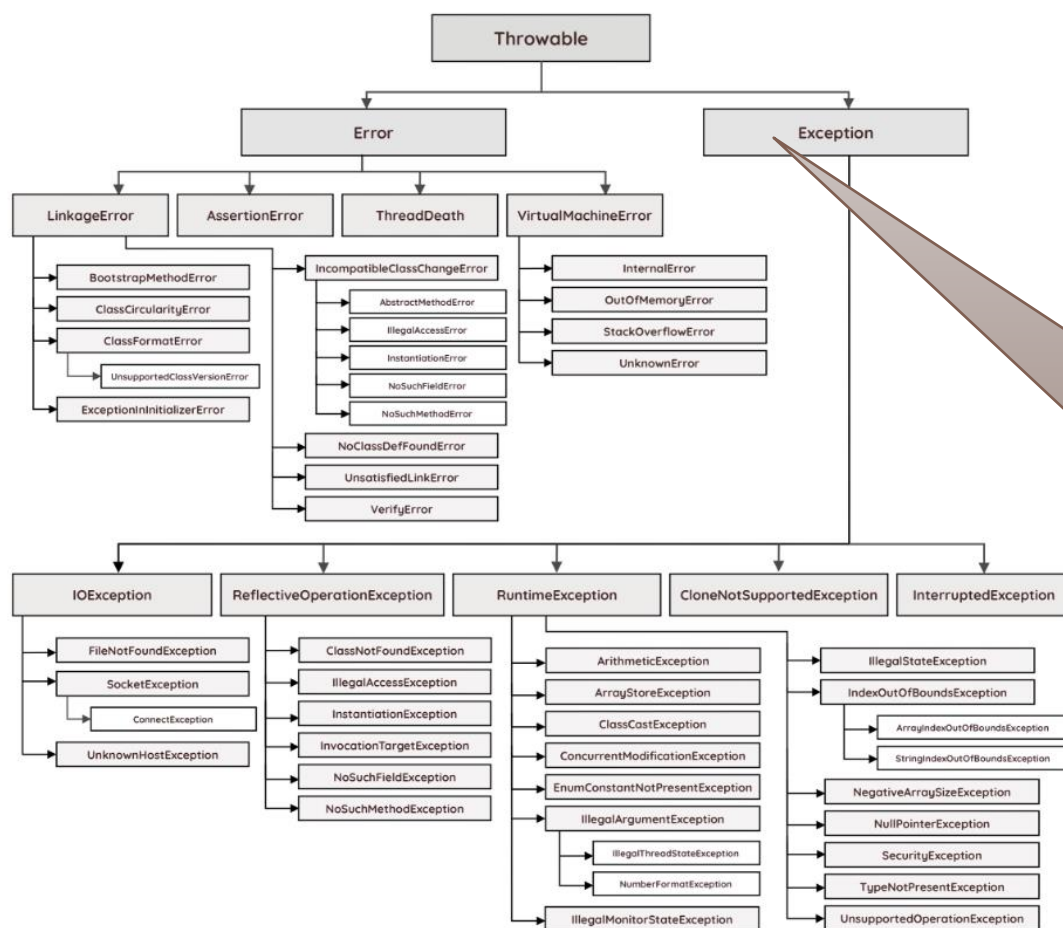 Throwable
Error
Exception
LinkageError
AssertionError
ThreadDeath
VirtualMachineError
BootstrapMethodError
ClassCircularityError
ClassFormatError
UnsupportedClassVersionError
ExceptionInInitializerError
IncompatibleClassChangeError
AbstractMethodError
IllegalAccessError
InstantiationError
NoSuchFieldError
NoSuchMethodError
NoClassDefFoundError
UnsatisfiedLinkError
VerifyError
InternalError
OutOfMemoryError
StackOverflowError
UnknownError
IOException
ReflectiveOperationException
RuntimeException
CloneNotSupportedException
InterruptedException
FileNotFoundException
SocketException
ConnectException
UnknownHostException
ClassNotFoundException
IllegalAccessException
InstantiationException
InvocationTargetException
NoSuchFieldException
NoSuchMethodException
ArithmeticException
ArrayStoreException
ClassCastException
ConcurrentModificationException
EnumConstantNotPresentException
IllegalArgumentException
IllegalThreadStateException
NumberFormatException
IllegalMonitorStateException
IllegalStateException
IndexOutOfBoundsException
ArrayIndexOutOfBoundsException
StringIndexOutOfBoundsException
NegativeArraySizeException
NullPointerException
SecurityException
TypeNotPresentException
UnsupportedOperationException